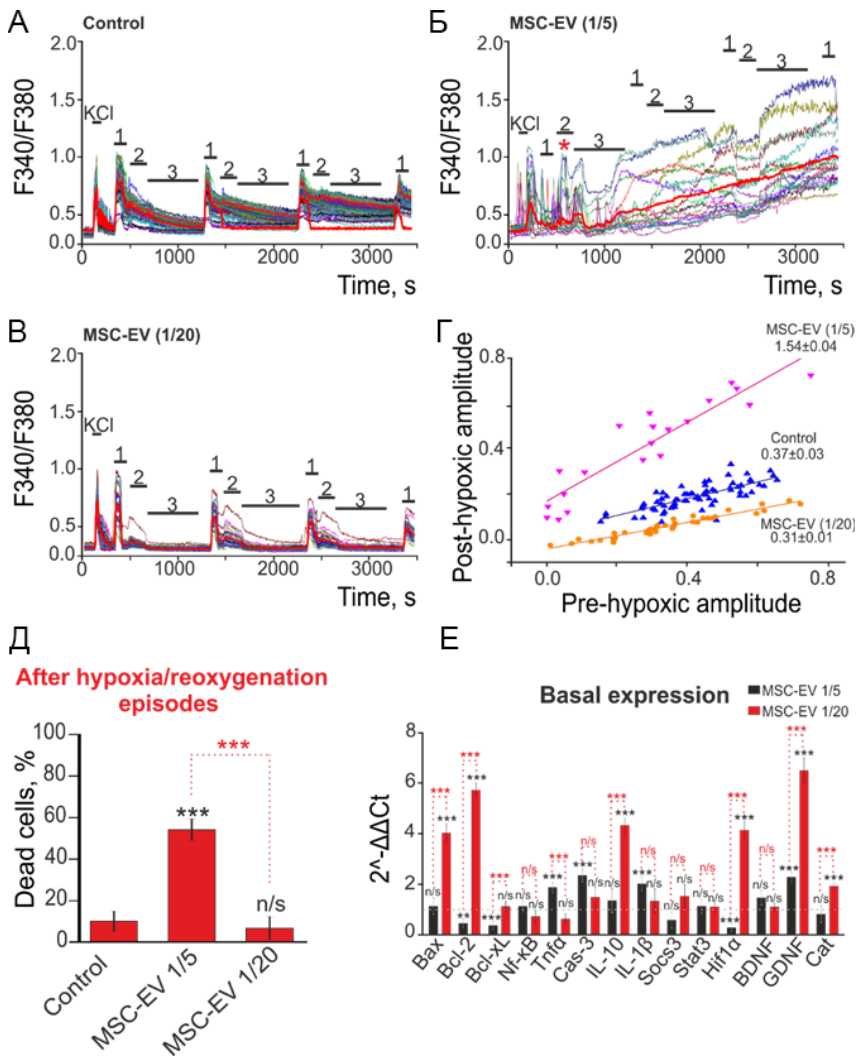 А
Control
2.0
1.5
1.0
0.5
0.0
F340/F380
KCl
1
2
3
1
2
3
1
2
3
1
0
1000
2000
3000
Time, s
Б
MSC-EV (1/5)
2.0
1.5
1.0
0.5
0.0
F340/F380
KCl
1
2
*
3
1
2
3
1
2
3
1
0
1000
2000
3000
Time, s
В
MSC-EV (1/20)
2.0
1.5
1.0
0.5
0
F340/F380
KCl
1
2
3
1
2
3
1
2
3
1
0
1000
2000
3000
Time, s
Г
MSC-EV (1/5)
1.54±0.04
Control
0.37±0.03
MSC-EV (1/20)
0.31±0.01
0.8
0.4
0.0
Post-hypoxic amplitude
0.0
0.4
0.8
Pre-hypoxic amplitude
Д
After hypoxia/reoxygenation
episodes
100
80
60
40
20
0
Dead cells, %
***
***
n/s
Control
MSC-EV 1/5
MSC-EV 1/20
Е
Basal expression
MSC-EV 1/5
MSC-EV 1/20
8
6
4
2
0
2^-ΔΔCt
*** *** n/s n/s *** n/s *** n/s n/s n/s *** n/s *** ***
n/s *** ** *** *** n/s n/s n/s *** n/s *** n/s n/s *** *** n/s n/s n/s n/s n/s *** *** n/s n/s *** *** n/s ***
Bax
Bcl-2
Bcl-xL
Nf-κB
Tnfα
Cas-3
IL-10
IL-1β
Socs3
Stat3
Hif1α
BDNF
GDNF
Cat